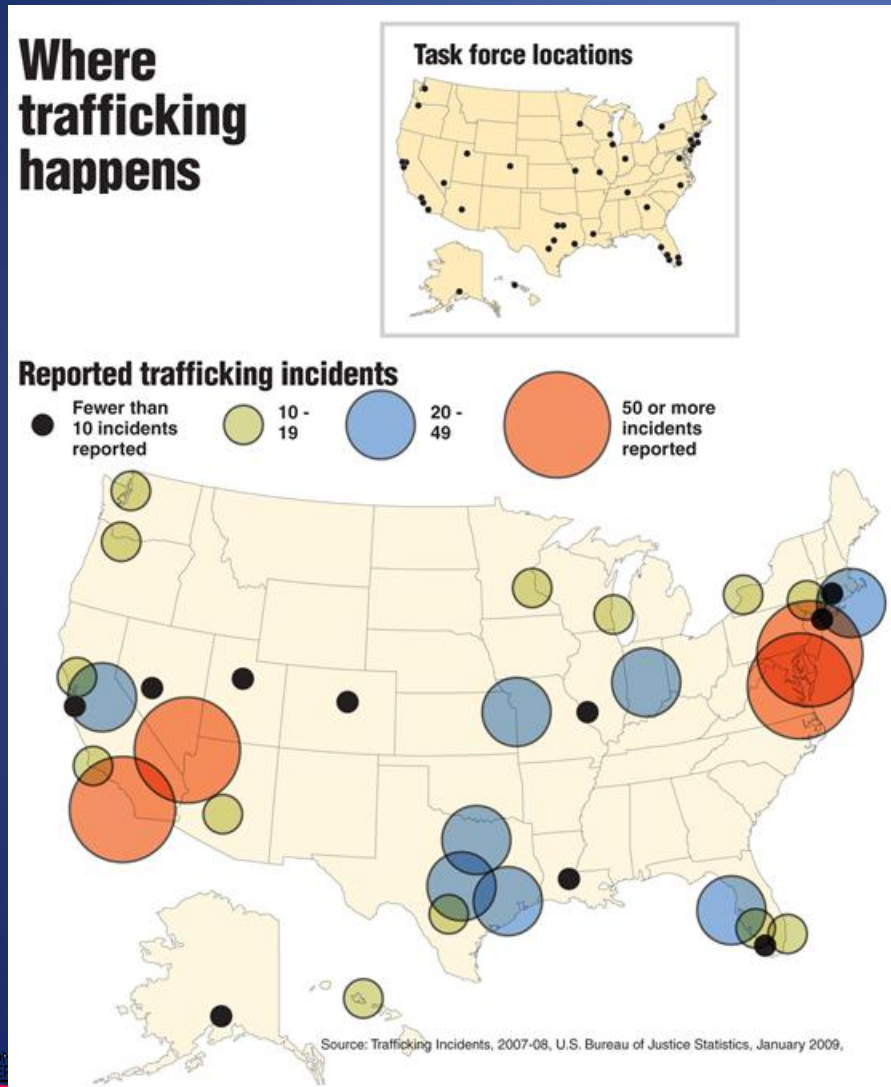 Where
trafficking
happens
Task force locations
Reported trafficking incidents
Fewer than
10 incidents
reported
10 -
19
20 -
49
50 or more
incidents
reported
Source: Trafficking Incidents, 2007-08, U.S. Bureau of Justice Statistics, January 2009,